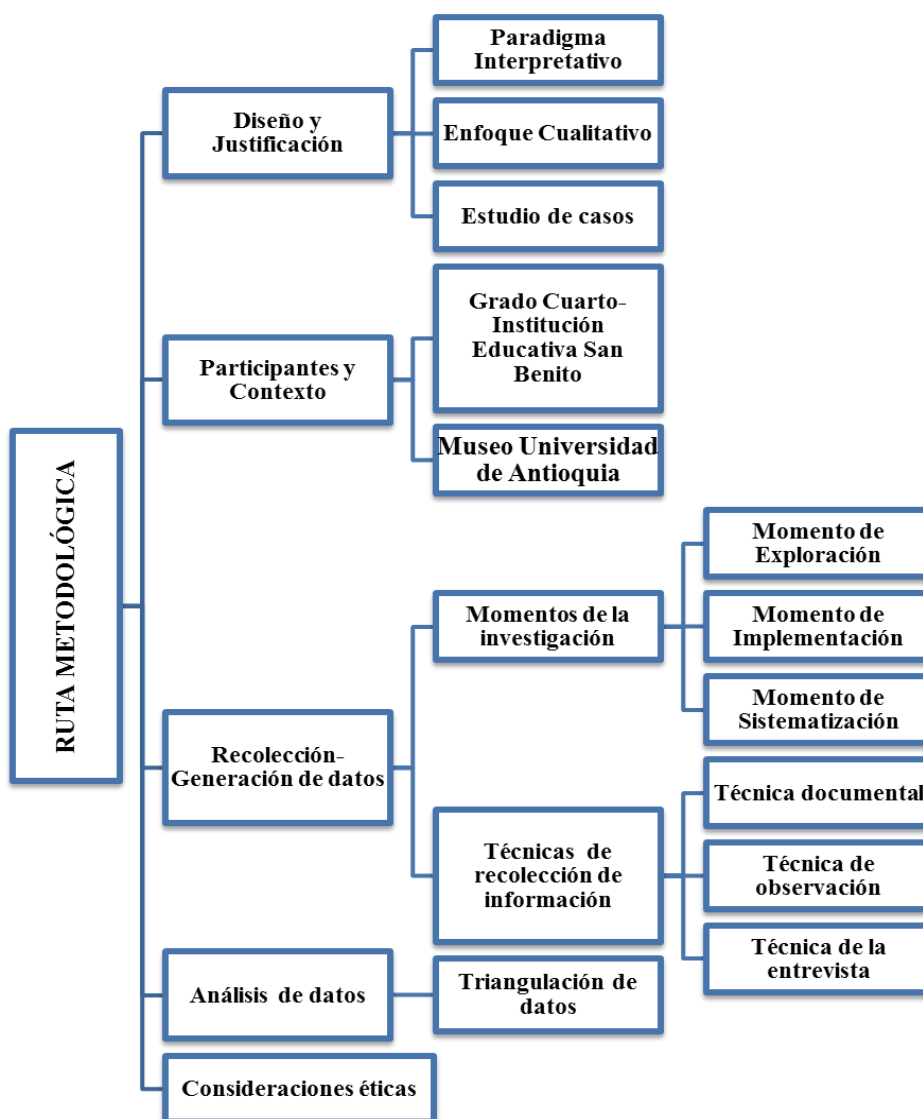 RUTA METODOLÓGICA
Diseño y
Justificación
Paradigma
Interpretativo
Enfoque Cualitativo
Estudio de casos
Participantes y
Contexto
Grado Cuarto-
Institución
Educativa San
Benito
Museo Universidad
de Antioquia
Recolección-
Generación de datos
Momentos de la
investigación
Momento de
Exploración
Momento de
Implementación
Momento de
Sistematización
Técnicas de
recolección de
información
Técnica documental
Técnica de
observación
Técnica de la
entrevista
Análisis de datos
Triangulación de
datos
Consideraciones éticas